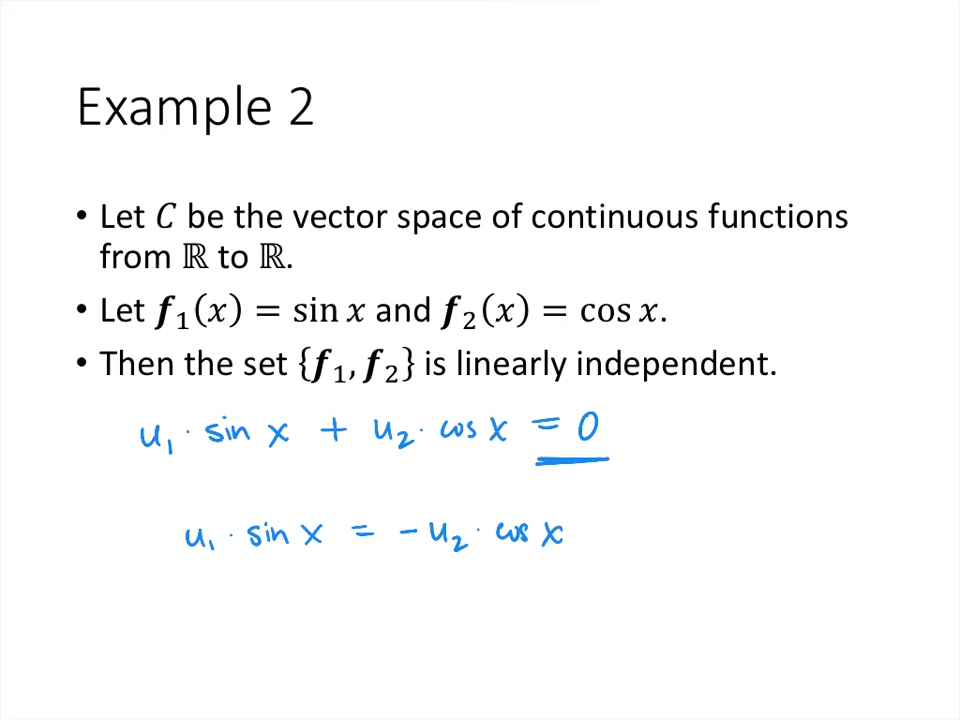 Example 2
• Let 𝐶 be the vector space of continuous functions
from ℝ to ℝ.
• Let 𝒇₁(𝑥) = sin 𝑥 and 𝒇₂(𝑥) = cos 𝑥.
• Then the set {𝒇₁, 𝒇₂} is linearly independent.
u₁ · sin x + u₂ · cos x = 0
u₁ · sin x = − u₂ · cos x